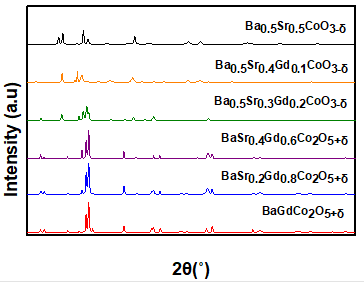 Ba0.5Sr0.5CoO3-δ
Ba0.5Sr0.4Gd0.1CoO3-δ
Ba0.5Sr0.3Gd0.2CoO3-δ
BaSr0.4Gd0.6Co2O5+δ
BaSr0.2Gd0.8Co2O5+δ
BaGdCo2O5+δ
Intensity (a.u)
2θ(°)